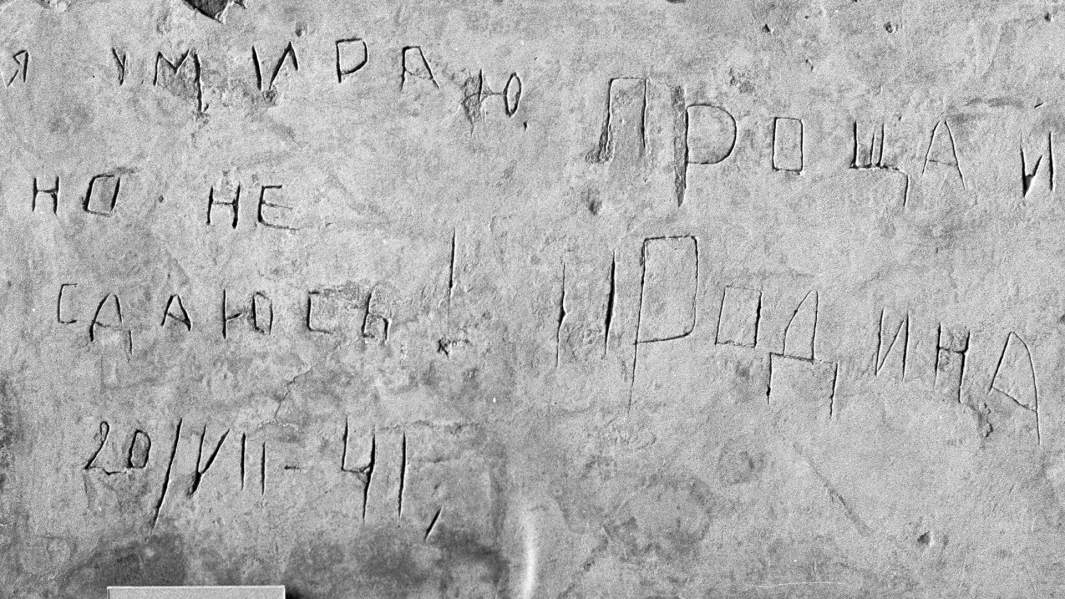 Я УМИРАЮ,
НО НЕ
СДАЮСЬ!
ПРОЩАЙ
РОДИНА
20/VII-41,